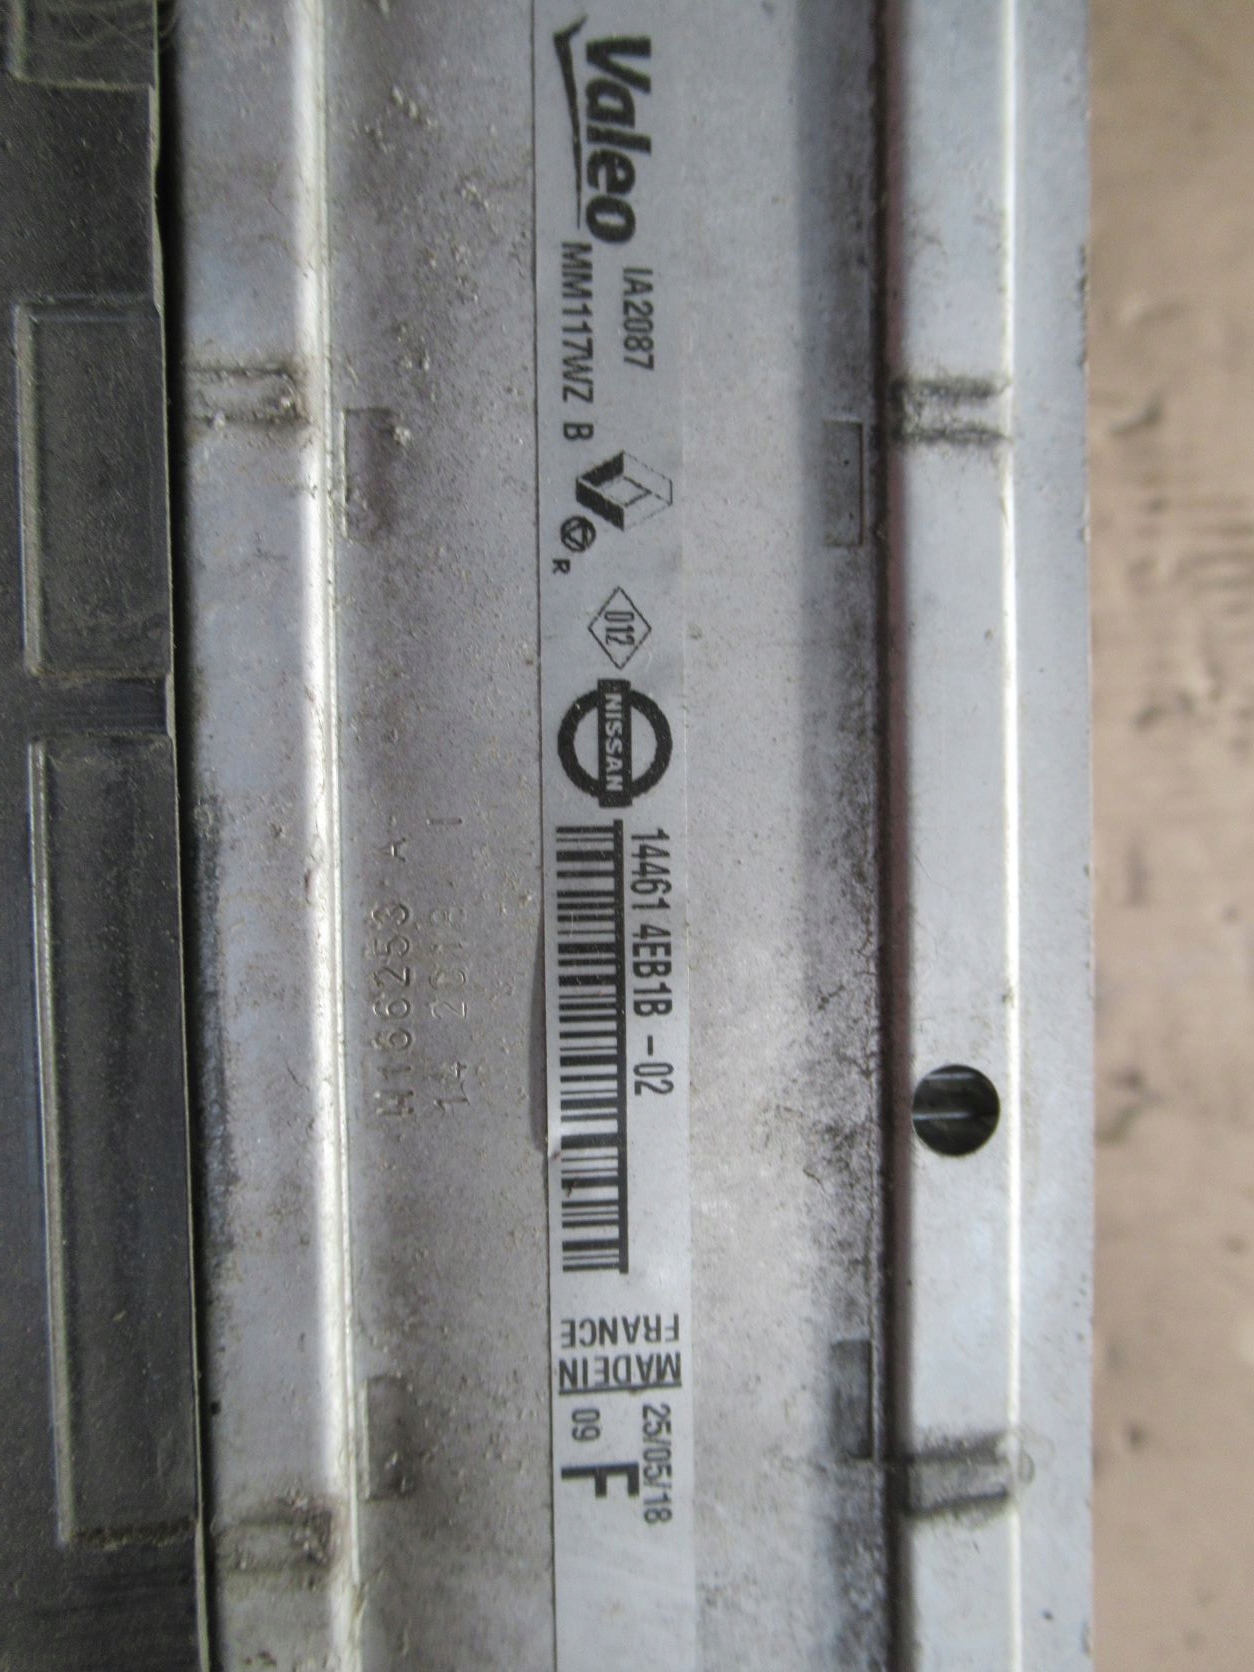 Valeo
IA2087
MM117WZ B
R
D12
NISSAN
14461 4EB1B -02
MADE IN
FRANCE
25/05/18
09
F
M166253 A
14 2018 I